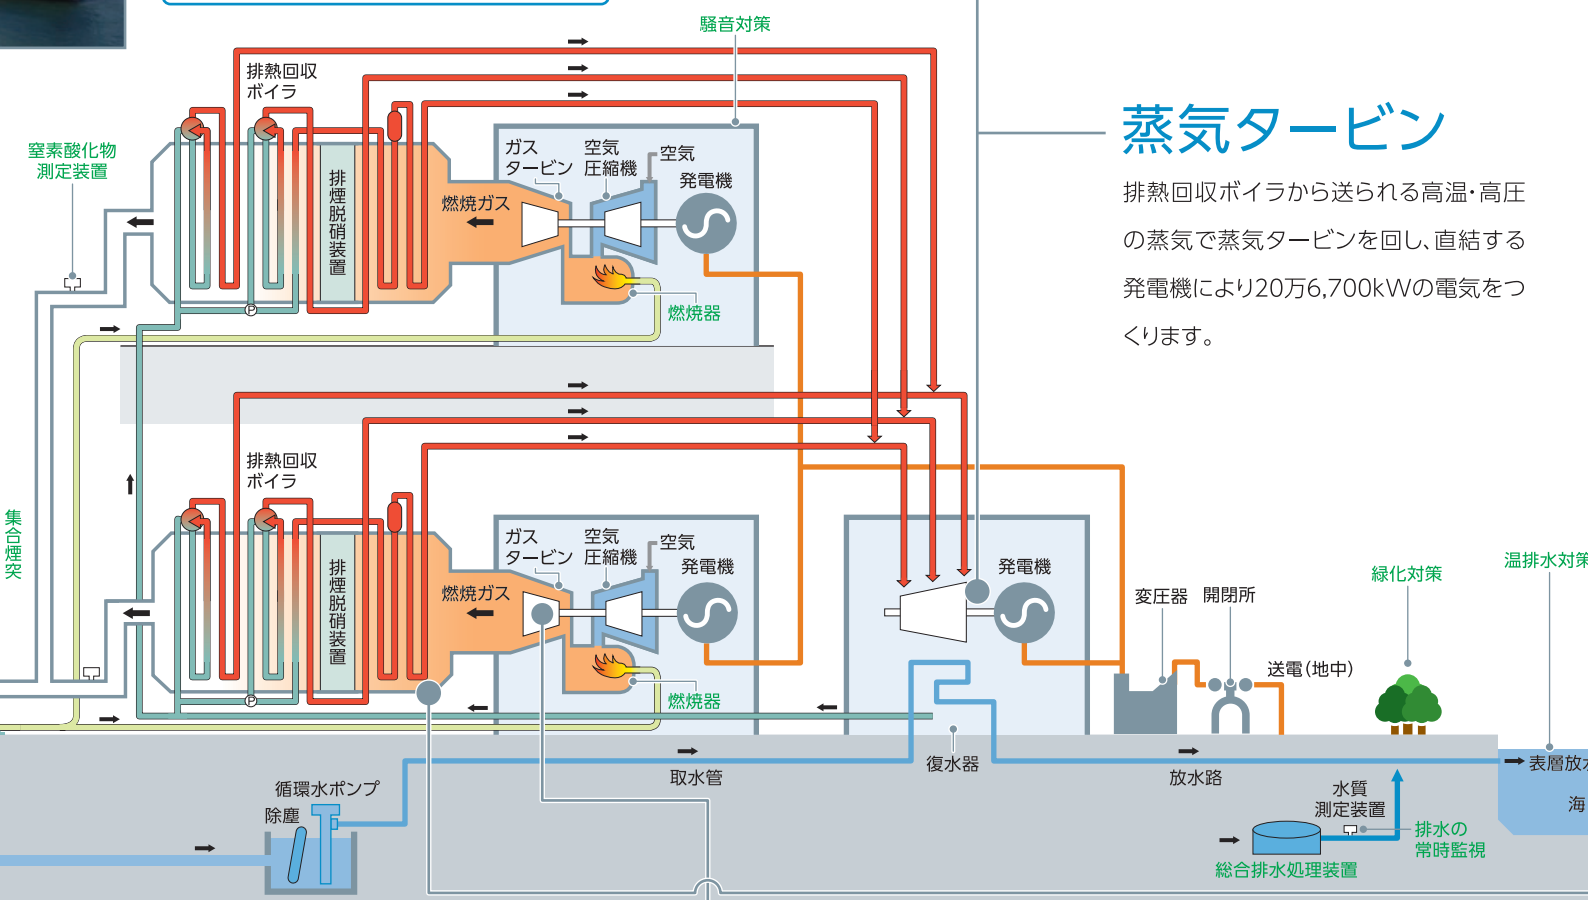 騒音対策
排熱回収
ボイラ
窒素酸化物
測定装置
排煙脱硝装置
燃焼ガス
ガス
タービン
空気
圧縮機
空気
発電機
燃焼器
蒸気タービン
排熱回収ボイラから送られる高温・高圧
の蒸気で蒸気タービンを回し、直結する
発電機により20万6,700kWの電気をつ
くります。
P
集合煙突
排熱回収
ボイラ
排煙脱硝装置
燃焼ガス
ガス
タービン
空気
圧縮機
空気
発電機
燃焼器
P
発電機
変圧器
開閉所
送電(地中)
緑化対策
温排水対策
取水管
復水器
放水路
表層放水
海
循環水ポンプ
除塵
水質
測定装置
排水の
常時監視
総合排水処理装置